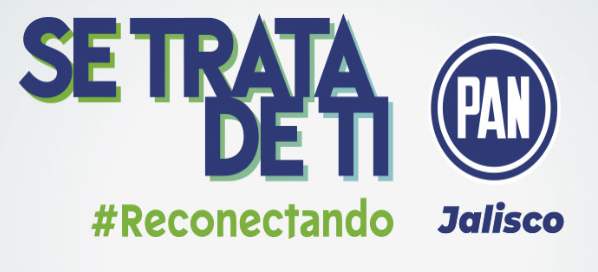 SE TRATA
DE TI
#Reconectando
PAN
Jalisco